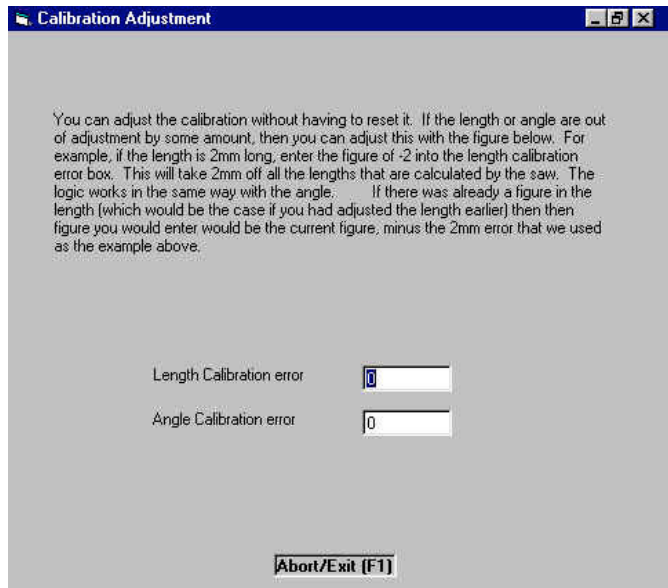 Calibration Adjustment
You can adjust the calibration without having to reset it. If the length or angle are out
of adjustment by some amount, then you can adjust this with the figure below. For
example, if the length is 2mm long, enter the figure of -2 into the length calibration
error box. This will take 2mm off all the lengths that are calculated by the saw. The
logic works in the same way with the angle. If there was already a figure in the
length (which would be the case if you had adjusted the length earlier) then then
figure you would enter would be the current figure, minus the 2mm error that we used
as the example above.
Length Calibration error 0
Angle Calibration error 0
Abort/Exit (F1)